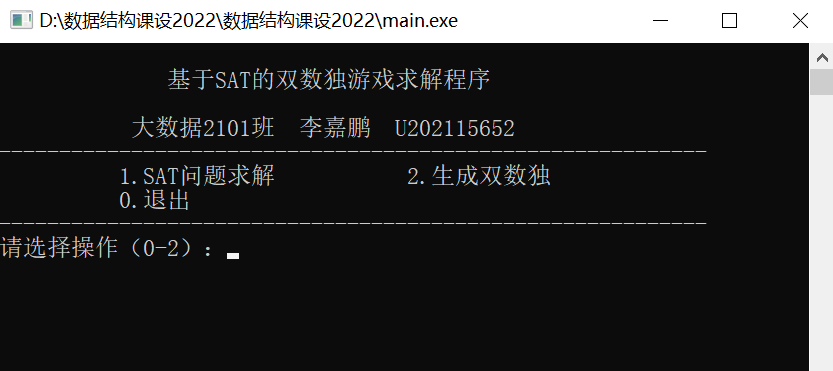 D:\数据结构课设2022\数据结构课设2022\main.exe
基于SAT的双数独游戏求解程序
大数据2101班 李嘉鹏 U202115652
1.SAT问题求解 2.生成双数独
0.退出
请选择操作（0-2）：